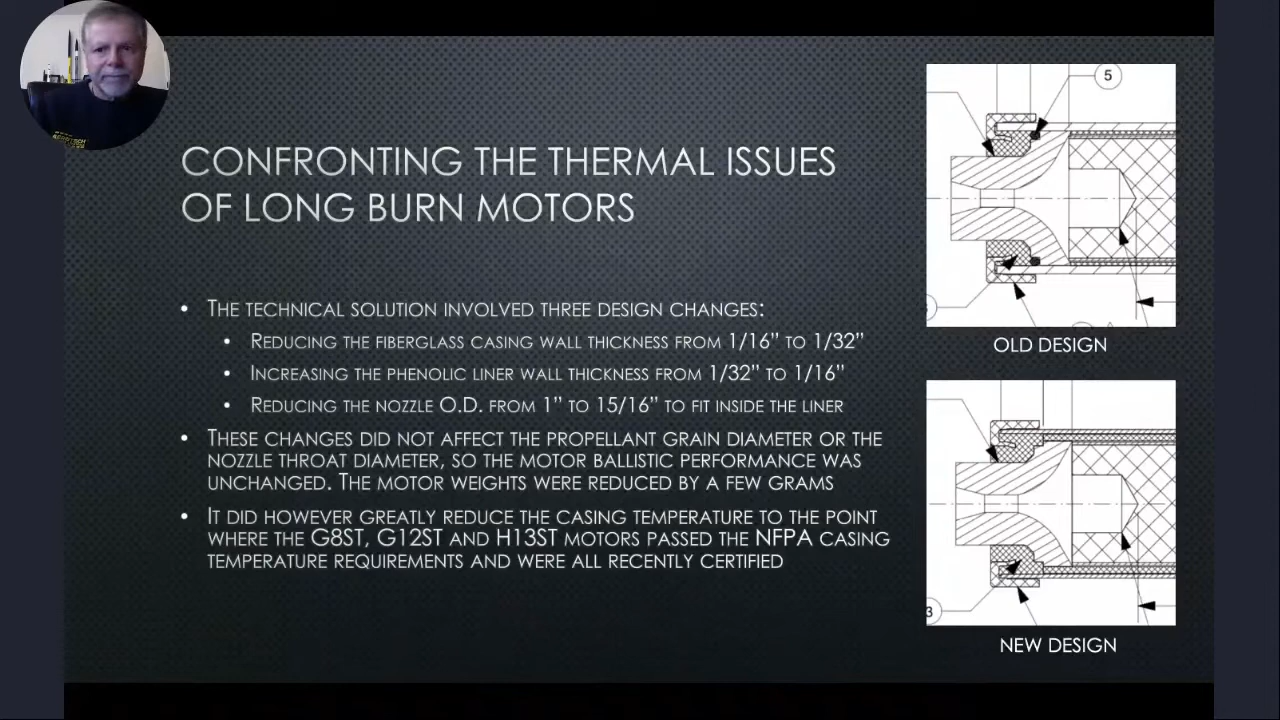 CONFRONTING THE THERMAL ISSUES
OF LONG BURN MOTORS
• THE TECHNICAL SOLUTION INVOLVED THREE DESIGN CHANGES:
• REDUCING THE FIBERGLASS CASING WALL THICKNESS FROM 1/16” TO 1/32”
• INCREASING THE PHENOLIC LINER WALL THICKNESS FROM 1/32” TO 1/16”
• REDUCING THE NOZZLE O.D. FROM 1” TO 15/16” TO FIT INSIDE THE LINER
• THESE CHANGES DID NOT AFFECT THE PROPELLANT GRAIN DIAMETER OR THE
NOZZLE THROAT DIAMETER, SO THE MOTOR BALLISTIC PERFORMANCE WAS
UNCHANGED. THE MOTOR WEIGHTS WERE REDUCED BY A FEW GRAMS
• IT DID HOWEVER GREATLY REDUCE THE CASING TEMPERATURE TO THE POINT
WHERE THE G8ST, G12ST AND H13ST MOTORS PASSED THE NFPA CASING
TEMPERATURE REQUIREMENTS AND WERE ALL RECENTLY CERTIFIED
5
OLD DESIGN
3
NEW DESIGN